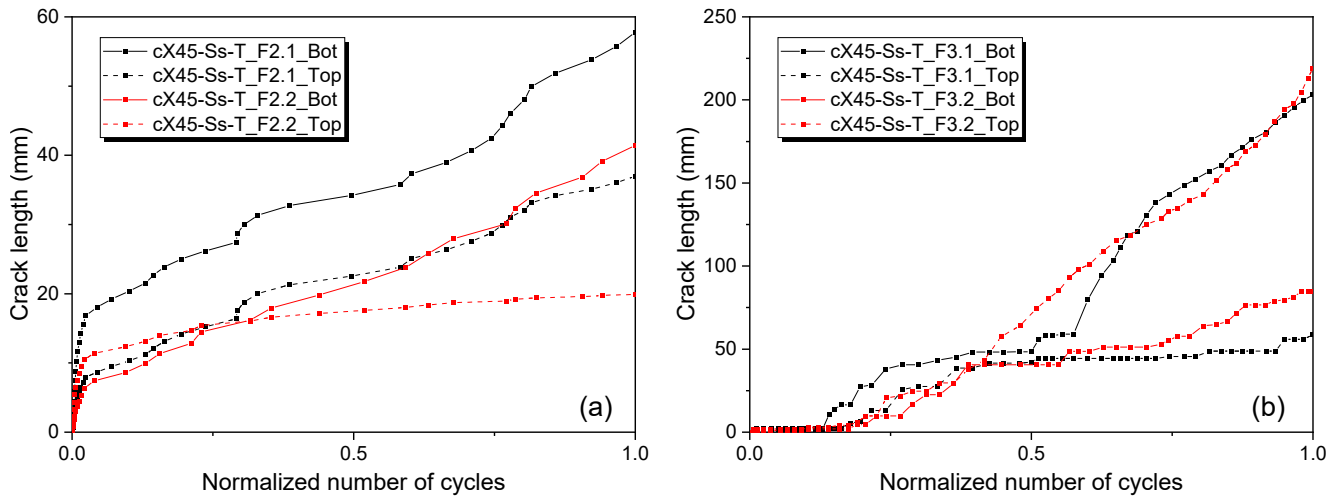 60
40
20
0
Crack length (mm)
cX45-Ss-T_F2.1_Bot
cX45-Ss-T_F2.1_Top
cX45-Ss-T_F2.2_Bot
cX45-Ss-T_F2.2_Top
(a)
0.0 0.5 1.0
Normalized number of cycles
250
200
150
100
50
0
Crack length (mm)
cX45-Ss-T_F3.1_Bot
cX45-Ss-T_F3.1_Top
cX45-Ss-T_F3.2_Bot
cX45-Ss-T_F3.2_Top
(b)
0.0 0.5 1.0
Normalized number of cycles